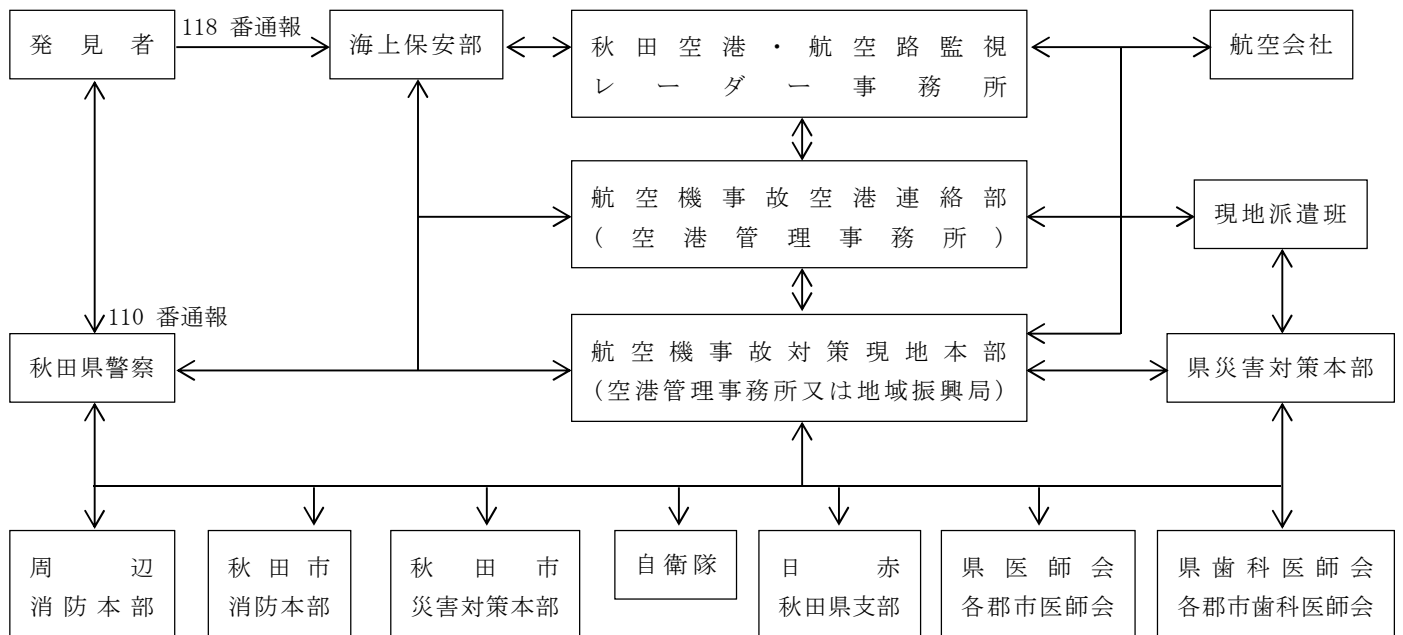 発見者
118 番通報
海上保安部
秋田空港・航空路監視
レーダー事務所
航空会社
航空機事故空港連絡部
(空港管理事務所)
現地派遣班
110 番通報
秋田県警察
航空機事故対策現地本部
(空港管理事務所又は地域振興局)
県災害対策本部
周辺
消防本部
秋田市
消防本部
秋田市
災害対策本部
自衛隊
日赤
秋田県支部
県医師会
各郡市医師会
県歯科医師会
各郡市歯科医師会